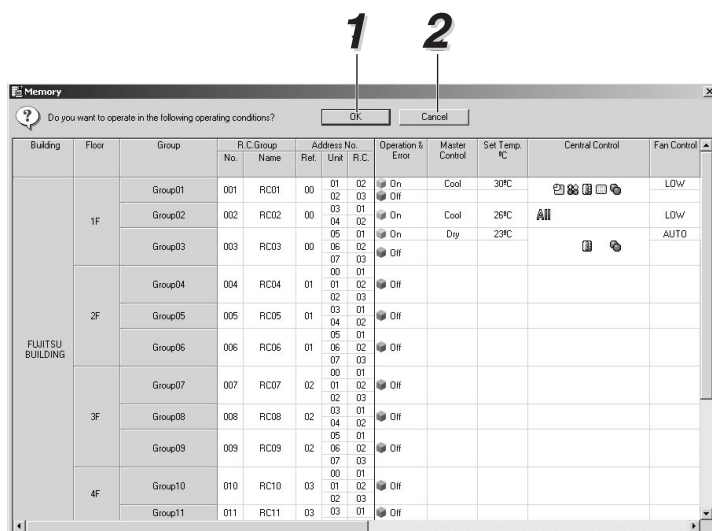 1 2
Memory
Do you want to operate in the following operating conditions? OK Cancel
Building Floor Group R.C.Group Address No. Operation & Error Master Control Set Temp. ºC Central Control Fan Control
No. Name Ref. Unit R.C.
FUJITSU BUILDING
1F
Group01 001 RC01 00 01 02 On Cool 30ºC LOW
02 03 Off
Group02 002 RC02 00 03 01 On Cool 26ºC All LOW
04 02
Group03 003 RC03 00 05 01 On Dry 23ºC AUTO
06 02 Off
07 03
2F
Group04 004 RC04 01 00 01 Off
01 02
02 03
Group05 005 RC05 01 03 01 Off
04 02
Group06 006 RC06 01 05 01 Off
06 02
07 03
3F
Group07 007 RC07 02 00 01 Off
01 02
02 03
Group08 008 RC08 02 03 01 Off
04 02
Group09 009 RC09 02 05 01 Off
06 02
07 03
4F
Group10 010 RC10 03 00 01 Off
01 02
02 03
Group11 011 RC11 03 03 01 Off